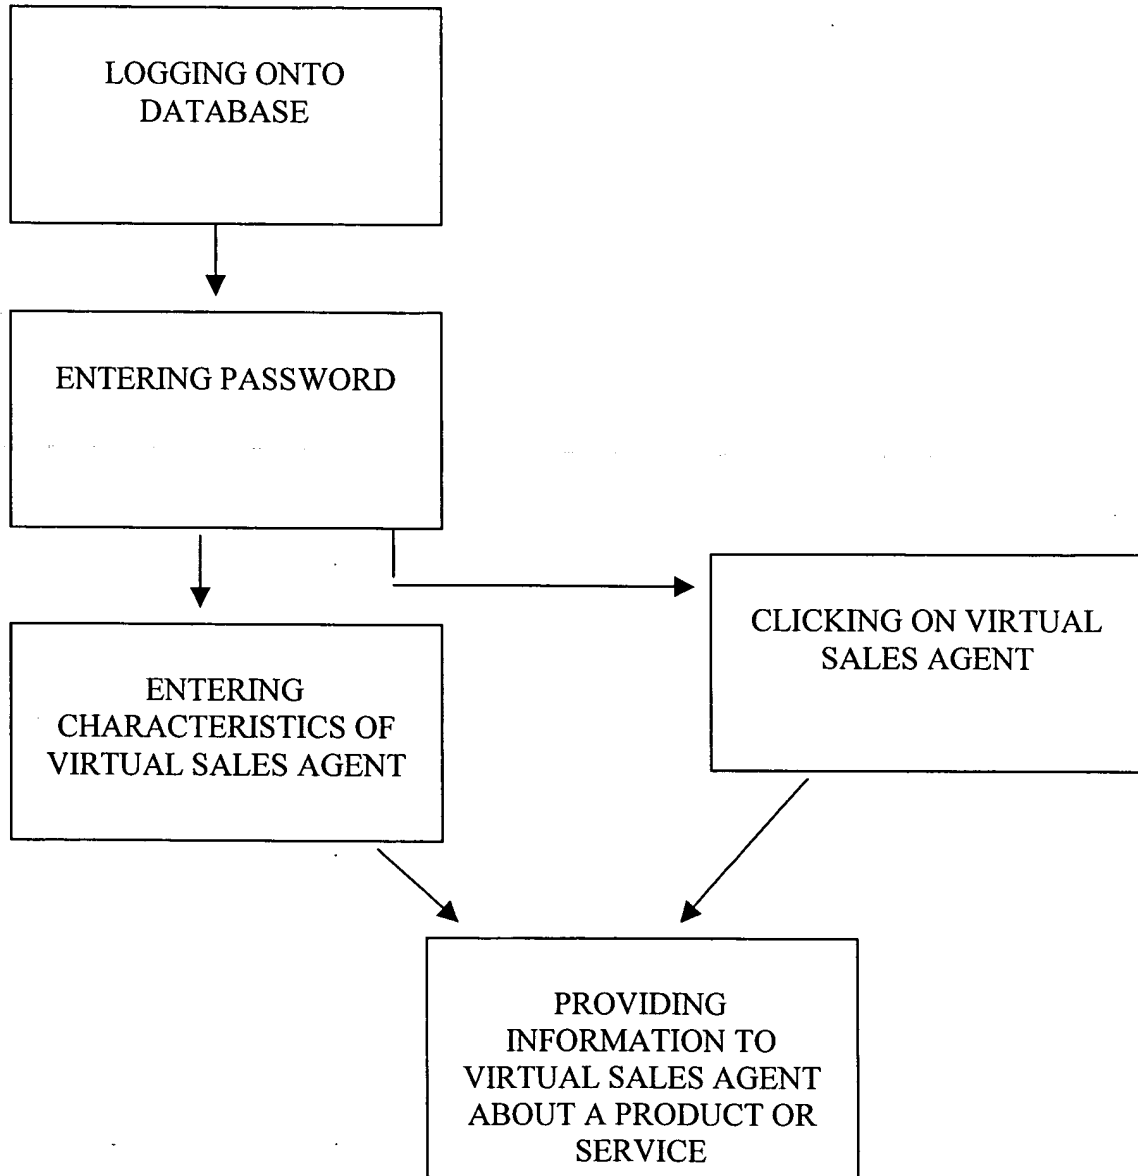 LOGGING ONTO
DATABASE
ENTERING PASSWORD
ENTERING
CHARACTERISTICS OF
VIRTUAL SALES AGENT
CLICKING ON VIRTUAL
SALES AGENT
PROVIDING
INFORMATION TO
VIRTUAL SALES AGENT
ABOUT A PRODUCT OR
SERVICE